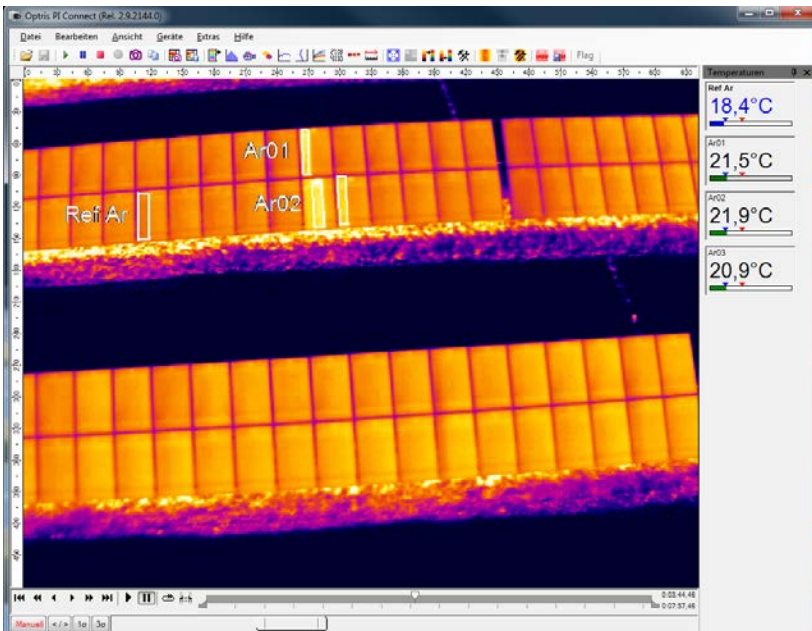 Optris PI Connect (Rel. 2.9.2144.0)
Datei Bearbeiten Ansicht Geräte Extras Hilfe
Flag
Temperaturen
Ref Ar
18,4°C
Ar01
21,5°C
Ar02
21,9°C
Ar03
20,9°C
Ar01
Ref Ar
Ar02
0:03:44,46
0:07:57,46
Manuell </> 1σ 3σ